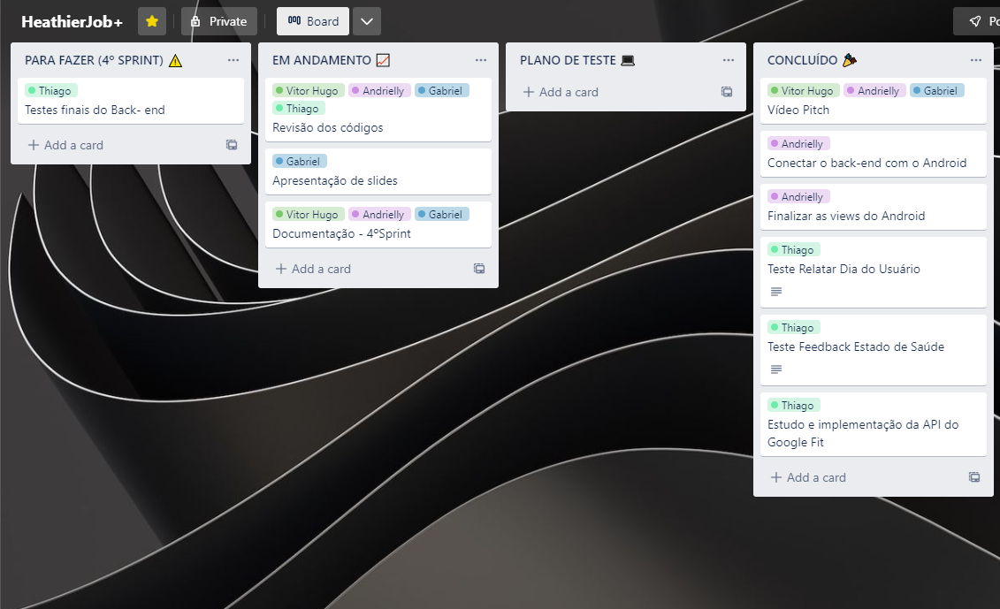 HeathierJob+
Private
Board
PARA FAZER (4º SPRINT) ⚠️
Thiago
Testes finais do Back- end
Add a card
EM ANDAMENTO 📈
Vitor Hugo Andrielly Gabriel
Thiago
Revisão dos códigos
Gabriel
Apresentação de slides
Vitor Hugo Andrielly Gabriel
Documentação - 4ºSprint
Add a card
PLANO DE TESTE 💻
Add a card
CONCLUÍDO 🎉
Vitor Hugo Andrielly Gabriel
Vídeo Pitch
Andrielly
Conectar o back-end com o Android
Andrielly
Finalizar as views do Android
Thiago
Teste Relatar Dia do Usuário
Thiago
Teste Feedback Estado de Saúde
Thiago
Estudo e implementação da API do
Google Fit
Add a card